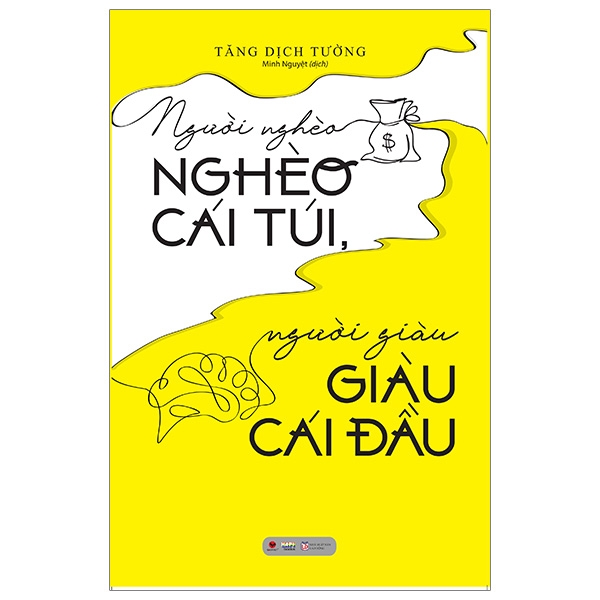 TĂNG DỊCH TƯỜNG
Minh Nguyệt (dịch)
Người nghèo
$
NGHÈO
CÁI TÚI,
người giàu
GIÀU
CÁI ĐẦU